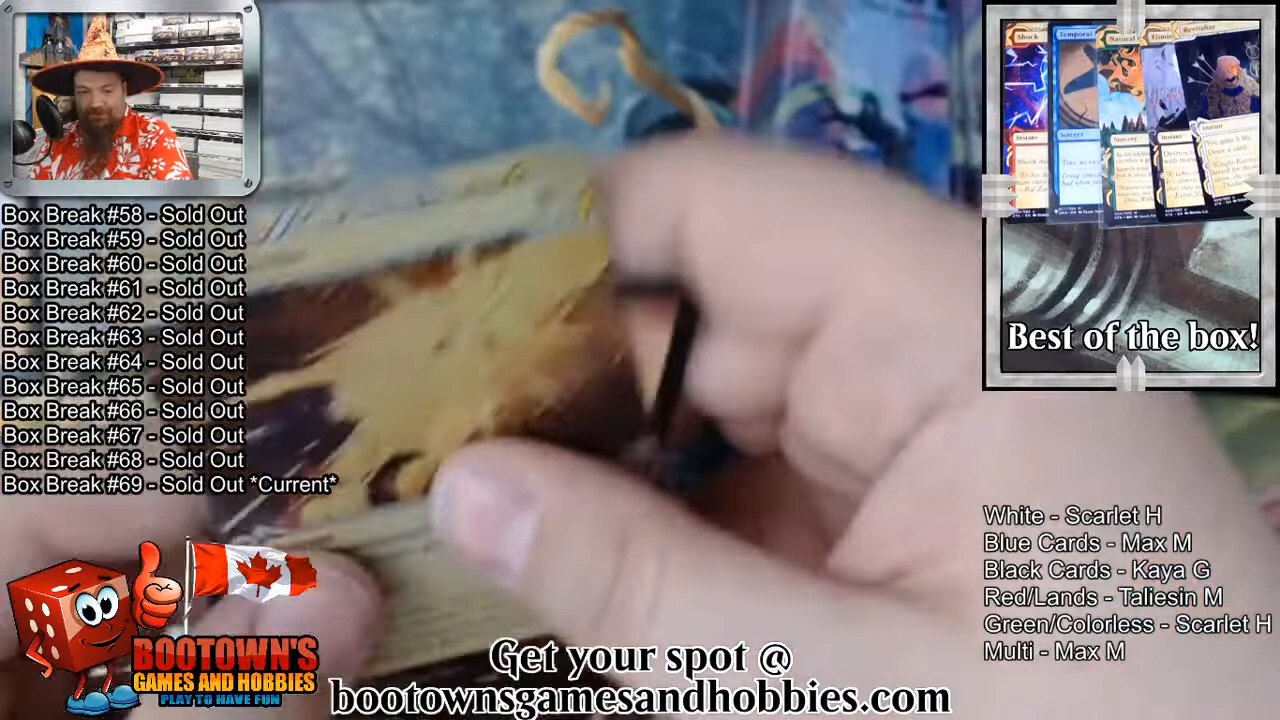 Box Break #58 - Sold Out
Box Break #59 - Sold Out
Box Break #60 - Sold Out
Box Break #61 - Sold Out
Box Break #62 - Sold Out
Box Break #63 - Sold Out
Box Break #64 - Sold Out
Box Break #65 - Sold Out
Box Break #66 - Sold Out
Box Break #67 - Sold Out
Box Break #68 - Sold Out
Box Break #69 - Sold Out *Current*
BOOTOWN'S
GAMES AND HOBBIES
PLAY TO HAVE FUN
Shock
Temporal
Natural
Revitalize
Instant
Sorcery
Sorcery
Instant
Instant
Best of the box!
White - Scarlet H
Blue Cards - Max M
Black Cards - Kaya G
Red/Lands - Taliesin M
Green/Colorless - Scarlet H
Multi - Max M
Get your spot @
bootownsgamesandhobbies.com